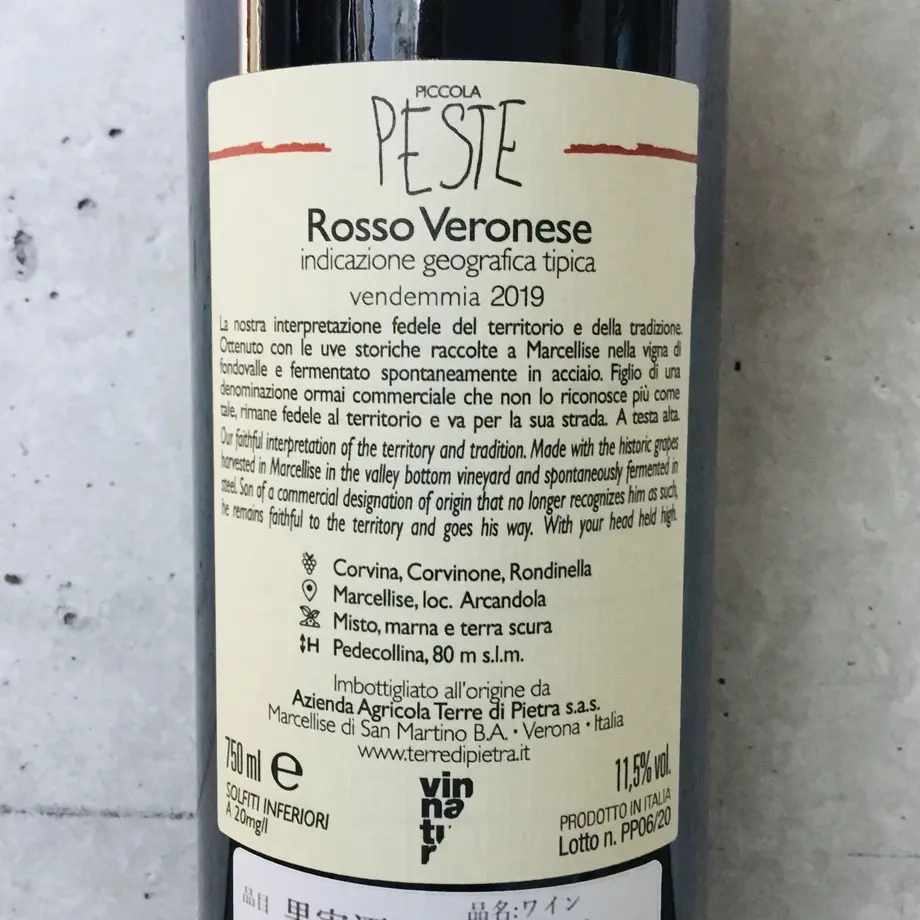 PICCOLA
PESTE
Rosso Veronese
indicazione geografica tipica
vendemmia 2019
La nostra interpretazione fedele del territorio e della tradizione.
Ottenuto con le uve storiche raccolte a Marcellise nella vigna di
fondovalle e fermentato spontaneamente in acciaio. Figlio di una
denominazione ormai commerciale che non lo riconosce più come
tale, rimane fedele al territorio e va per la sua strada. A testa alta.
Our faithful interpretation of the territory and tradition. Made with the historic grapes
harvested in Marcellise in the valley bottom vineyard and spontaneously fermented in
steel. Son of a commercial designation of origin that no longer recognizes him as such,
he remains faithful to the territory and goes his way. With your head held high.
Corvina, Corvinone, Rondinella
Marcellise, loc. Arcandola
Misto, marna e terra scura
H Pedecollina, 80 m s.l.m.
Imbottigliato all'origine da
Azienda Agricola Terre di Pietra s.a.s.
Marcellise di San Martino B.A. • Verona • Italia
www.terredipietra.it
750 ml e
SOLFITI INFERIORI
A 20mg/l
vin
na
tu
r
11,5% vol.
PRODOTTO IN ITALIA
Lotto n. PP06/20
品目
品名:ワイン